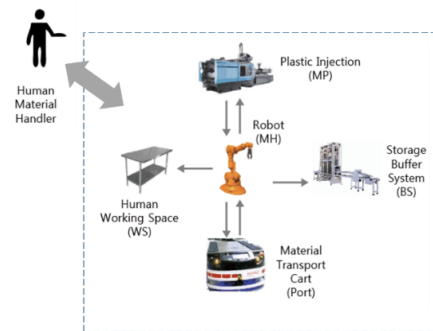 Plastic Injection
(MP)
Human
Material
Handler
Robot
(MH)
Storage
Buffer
System
(BS)
Human
Working Space
(WS)
Material
Transport
Cart
(Port)